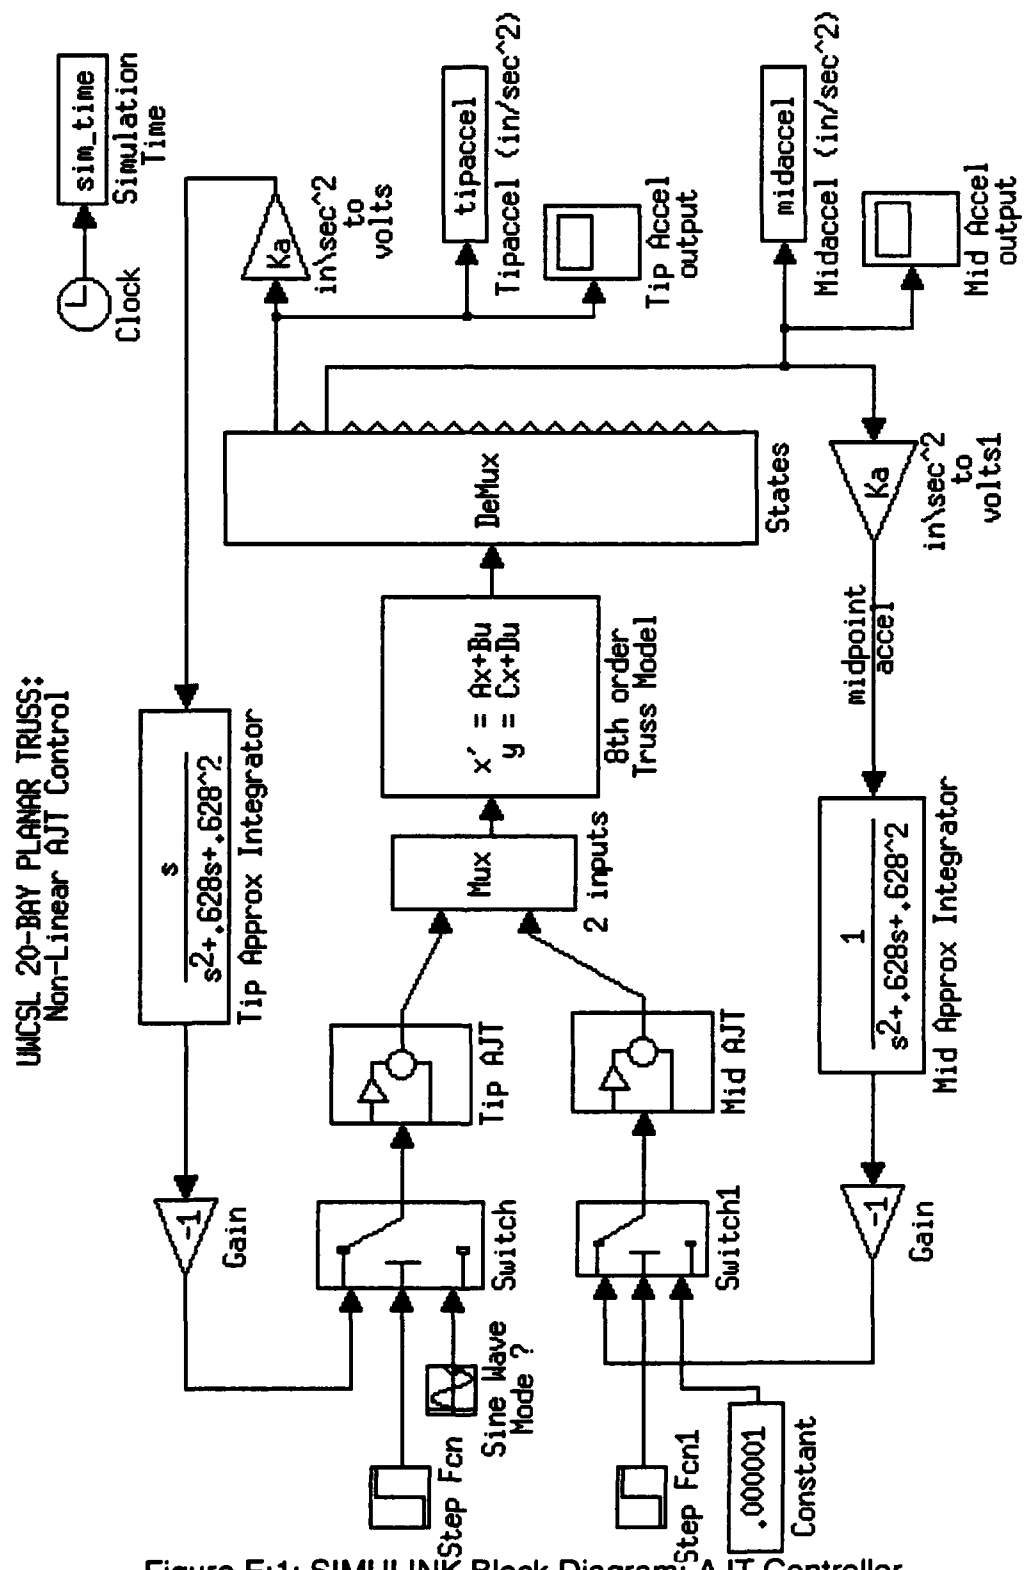 UWCSL 20-BAY PLANAR TRUSS:
Non-Linear AJT Control
Clock
sim_time
Simulation
Time
-1
Gain
s
s2+.628s+.628^2
Tip Approx Integrator
Ka
in\sec^2
to
volts
tipaccel
Tipaccel (in/sec^2)
Tip Accel
output
Step Fcn
Sine Wave
Mode ?
Switch
Tip AJT
Mux
2 inputs
x' = Ax+Bu
y = Cx+Du
8th order
Truss Model
DeMux
States
midaccel
Midaccel (in/sec^2)
Mid Accel
output
Step Fcn1
.000001
Constant
Switch1
Mid AJT
-1
Gain
1
s2+.628s+.628^2
Mid Approx Integrator
midpoint
accel
Ka
in\sec^2
to
volts1
Figure E:1: SIMULINK Block Diagram: AJT Controller